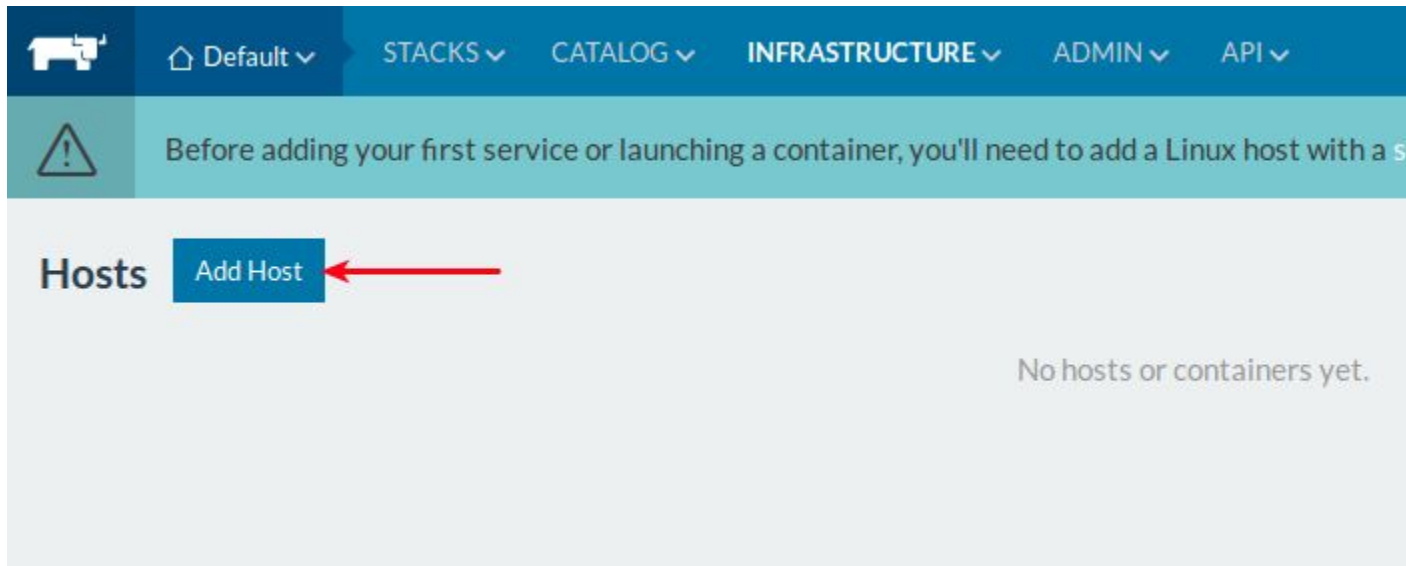 Default STACKS CATALOG INFRASTRUCTURE ADMIN API
Before adding your first service or launching a container, you'll need to add a Linux host with a
Hosts Add Host
No hosts or containers yet.